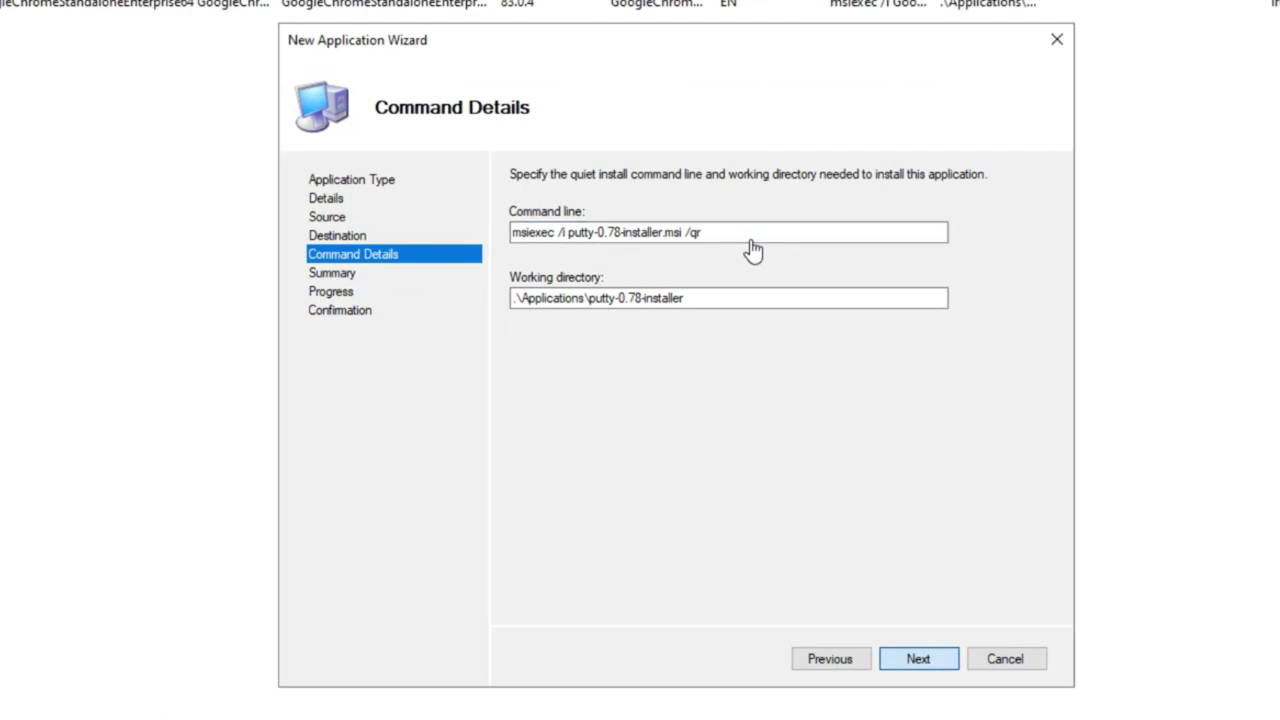 GoogleChr... GoogleChromeStandaloneEnterpr... 83.0.4 GoogleChrom... EN msiexec /i Goo... .\Applications\...
New Application Wizard
Command Details
Application Type
Details
Source
Destination
Command Details
Summary
Progress
Confirmation
Specify the quiet install command line and working directory needed to install this application.
Command line:
msiexec /i putty-0.78-installer.msi /qr
Working directory:
.\Applications\putty-0.78-installer
Previous
Next
Cancel